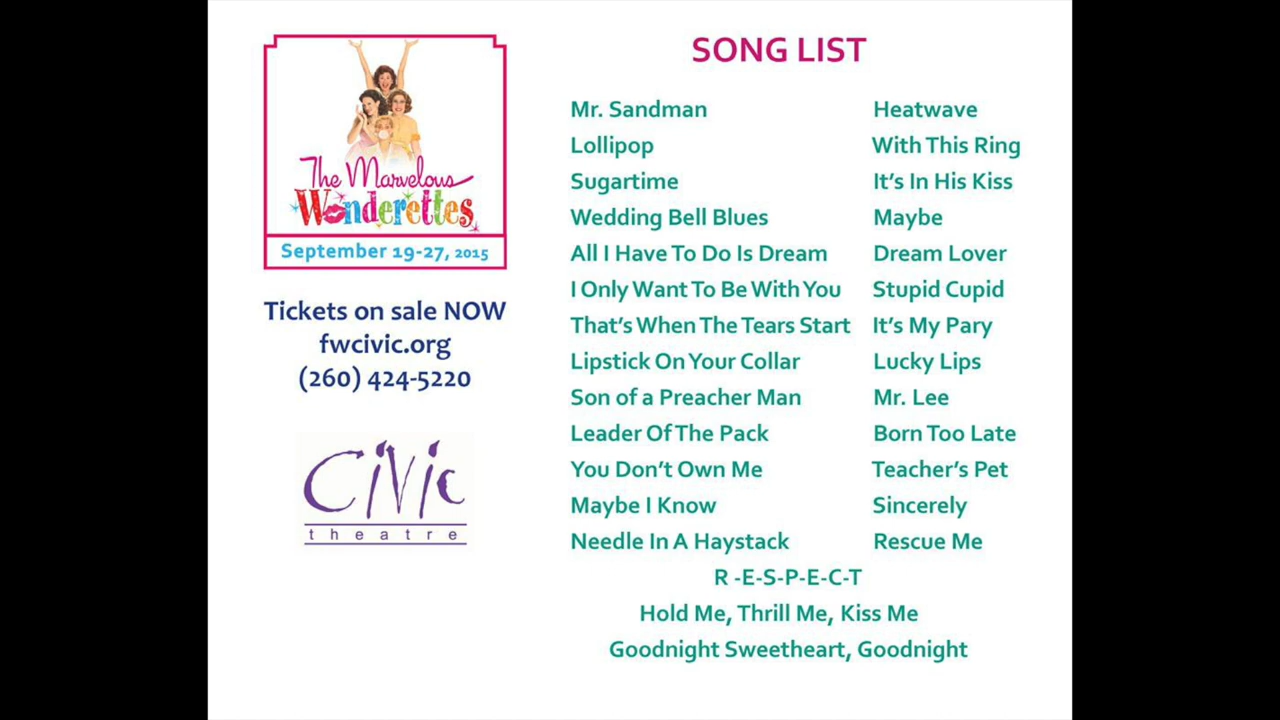 The Marvelous
Wonderettes
September 19-27, 2015
Tickets on sale NOW
fwcivic.org
(260) 424-5220
Civic
theatre
SONG LIST
Mr. Sandman
Lollipop
Sugartime
Wedding Bell Blues
All I Have To Do Is Dream
I Only Want To Be With You
That's When The Tears Start
Lipstick On Your Collar
Son of a Preacher Man
Leader Of The Pack
You Don't Own Me
Maybe I Know
Needle In A Haystack
Heatwave
With This Ring
It's In His Kiss
Maybe
Dream Lover
Stupid Cupid
It's My Pary
Lucky Lips
Mr. Lee
Born Too Late
Teacher's Pet
Sincerely
Rescue Me
R -E-S-P-E-C-T
Hold Me, Thrill Me, Kiss Me
Goodnight Sweetheart, Goodnight